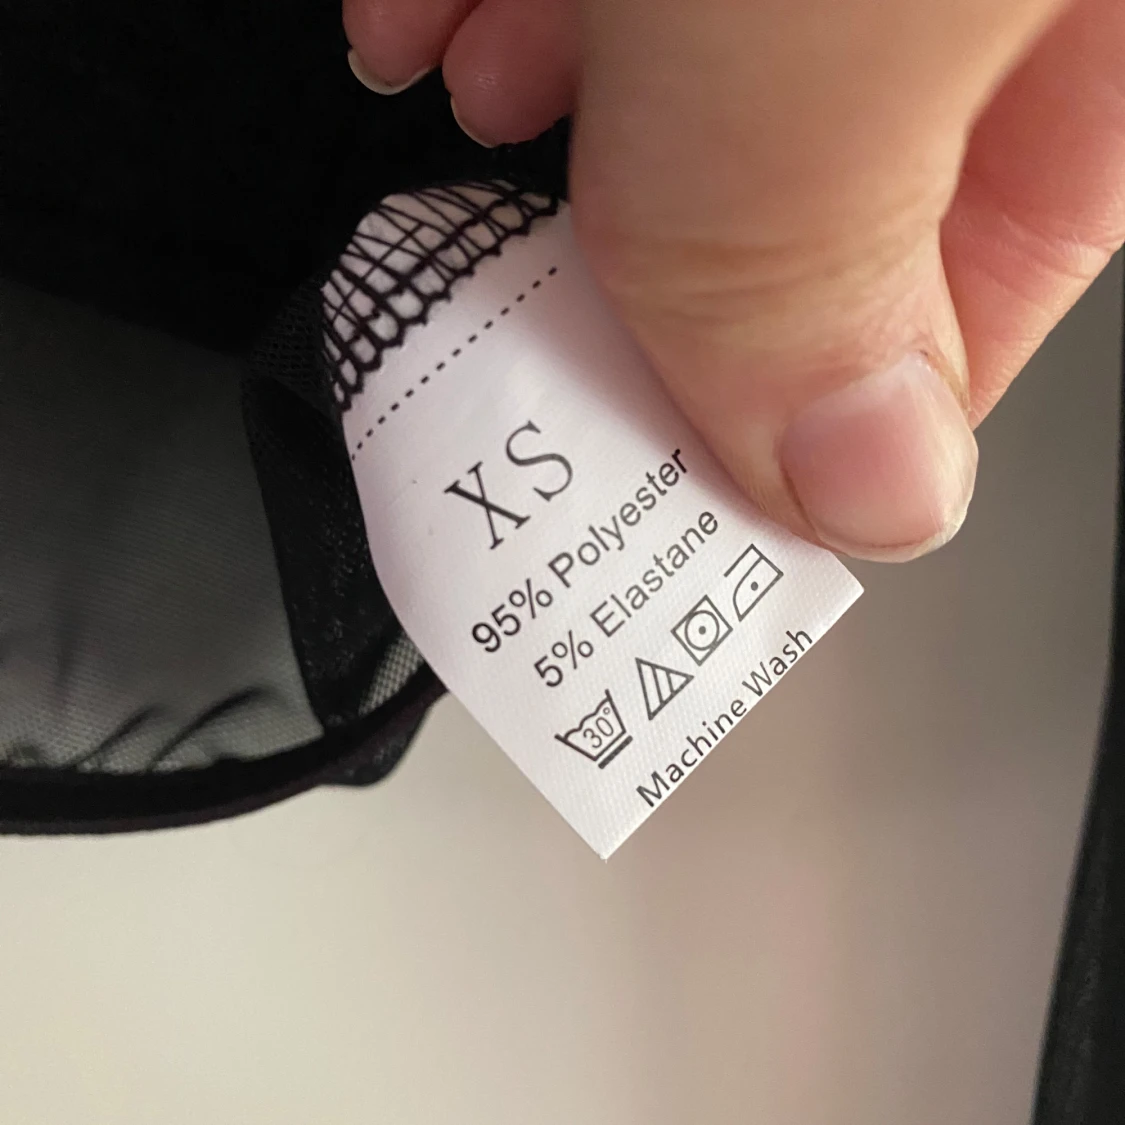 XS
95% Polyester
5% Elastane
30°
Machine Wash